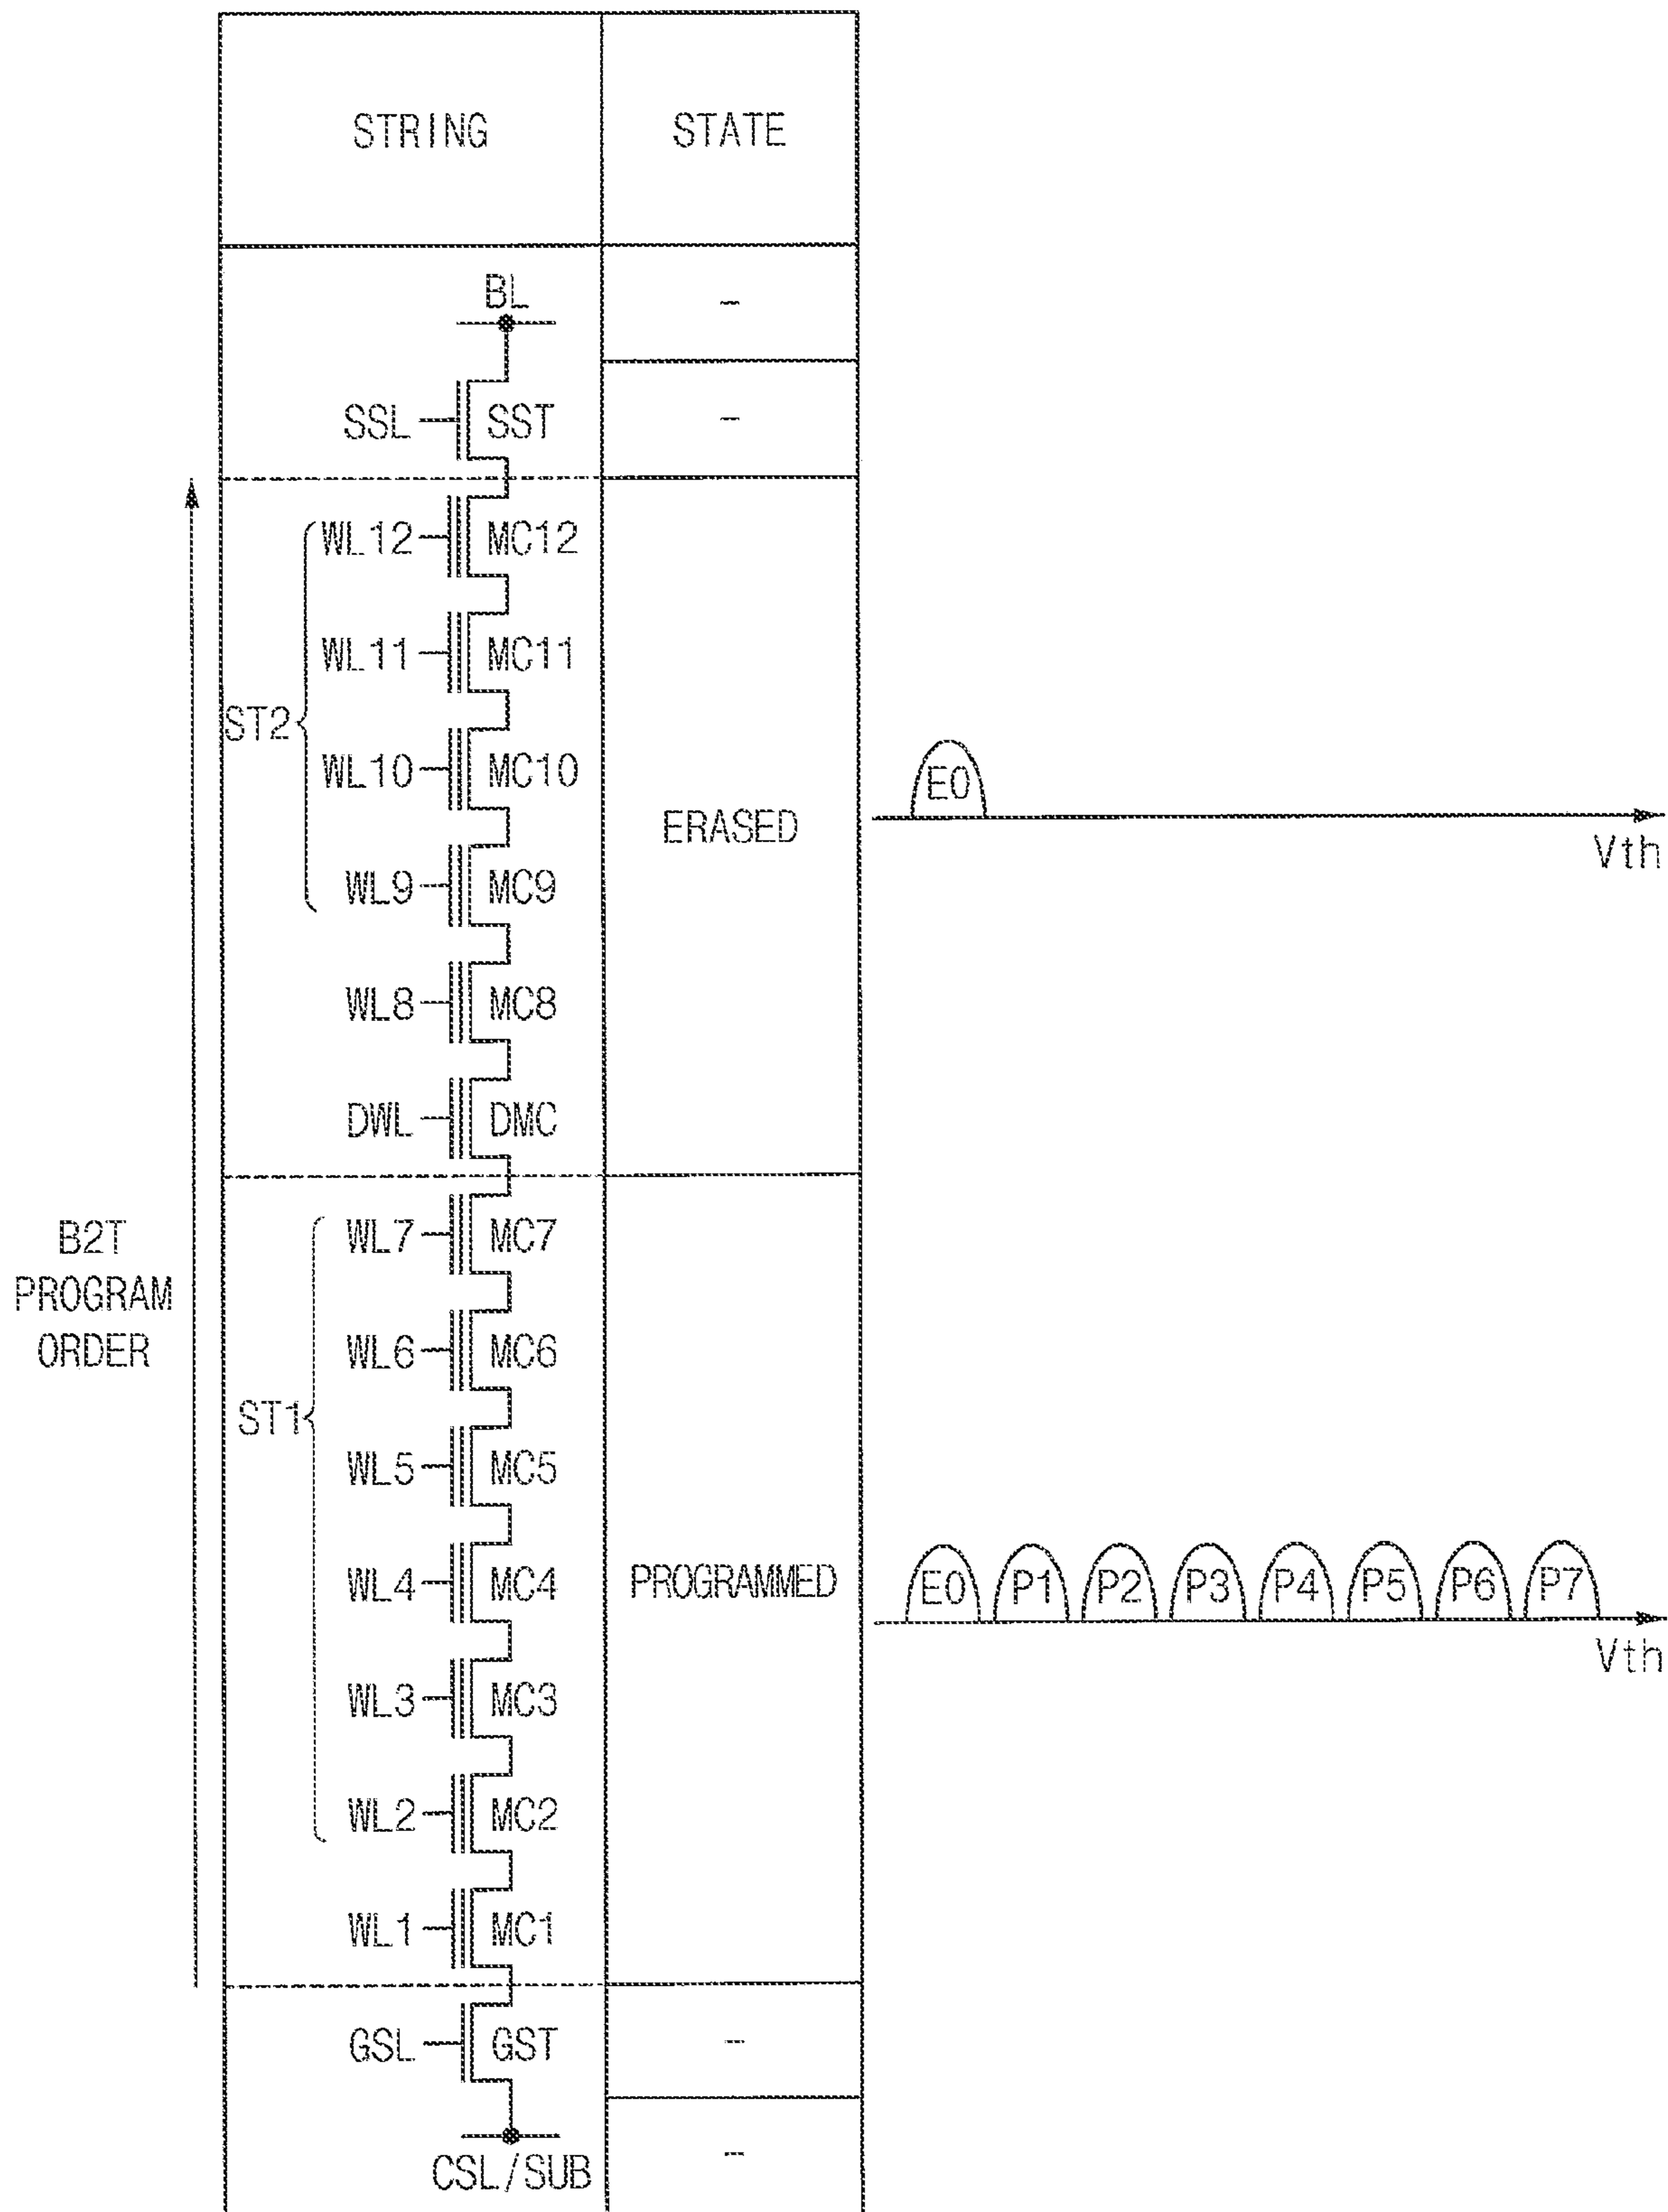 STRING STATE
BL -
SSL SST -
WL12 MC12
WL11 MC11
ST2
WL10 MC10
E0
ERASED
Vth
WL9 MC9
WL8 MC8
DWL DMC
WL7 MC7
B2T
PROGRAM
ORDER
WL6 MC6
ST1
WL5 MC5
WL4 MC4
PROGRAMMED
E0 P1 P2 P3 P4 P5 P6 P7
Vth
WL3 MC3
WL2 MC2
WL1 MC1
GSL GST -
CSL/SUB -